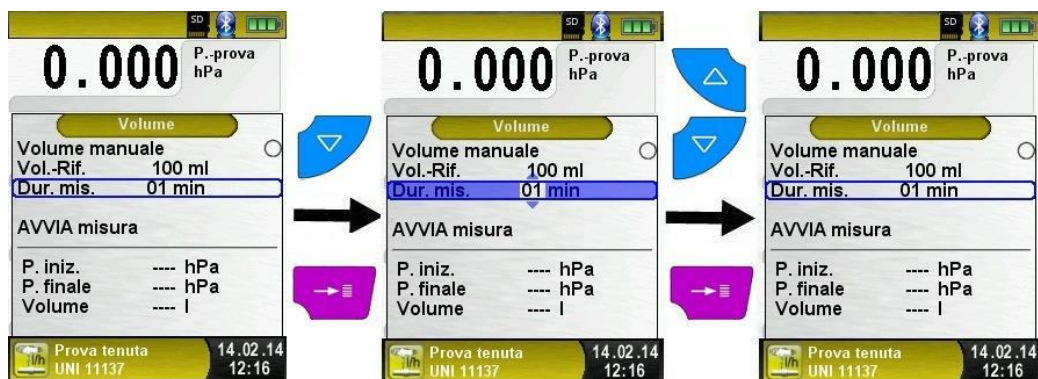 SD
0.000 P.-prova
hPa
Volume
Volume manuale
Vol.-Rif. 100 ml
Dur. mis. 01 min
AVVIA misura
P. iniz. ---- hPa
P. finale ---- hPa
Volume ---- l
l/h Prova tenuta 14.02.14
UNI 11137 12:16
SD
0.000 P.-prova
hPa
Volume
Volume manuale
Vol.-Rif. 100 ml
Dur. mis. 01 min
AVVIA misura
P. iniz. ---- hPa
P. finale ---- hPa
Volume ---- l
l/h Prova tenuta 14.02.14
UNI 11137 12:16
SD
0.000 P.-prova
hPa
Volume
Volume manuale
Vol.-Rif. 100 ml
Dur. mis. 01 min
AVVIA misura
P. iniz. ---- hPa
P. finale ---- hPa
Volume ---- l
l/h Prova tenuta 14.02.14
UNI 11137 12:16